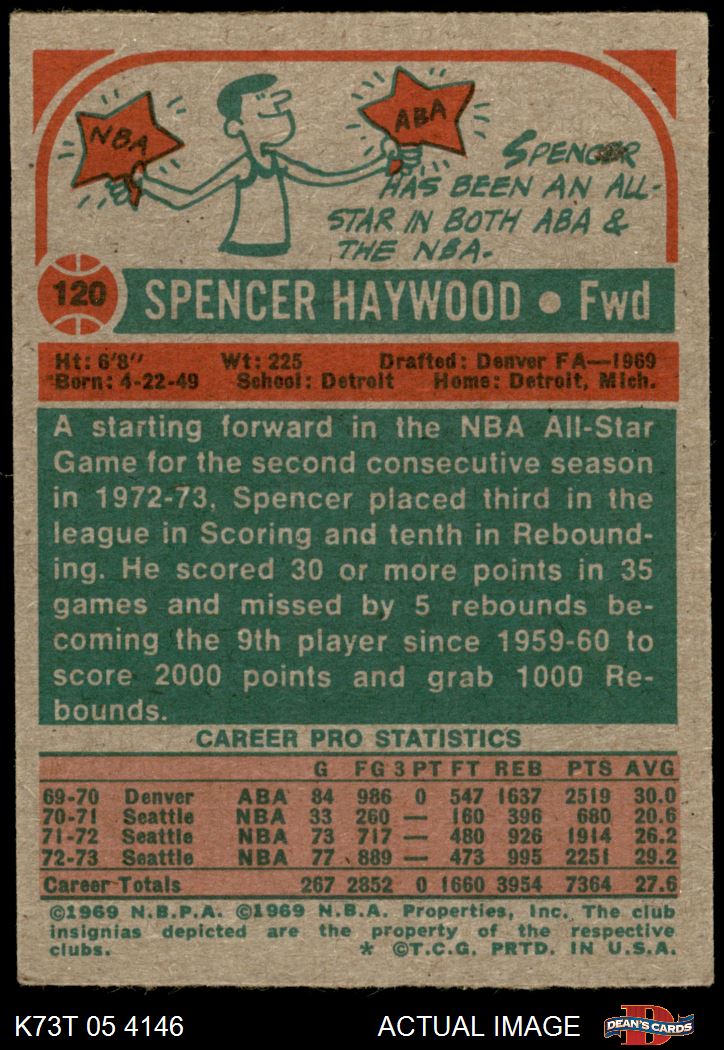 NBA
ABA
SPENCER
HAS BEEN AN ALL-
STAR IN BOTH ABA &
THE NBA.
120 SPENCER HAYWOOD • Fwd
Ht: 6'8" Wt: 225 Drafted: Denver FA—1969
Born: 4-22-49 School: Detroit Home: Detroit, Mich.
A starting forward in the NBA All-Star
Game for the second consecutive season
in 1972-73, Spencer placed third in the
league in Scoring and tenth in Rebound-
ing. He scored 30 or more points in 35
games and missed by 5 rebounds be-
coming the 9th player since 1959-60 to
score 2000 points and grab 1000 Re-
bounds.
CAREER PRO STATISTICS
G FG 3 PT FT REB PTS AVG
69-70 Denver ABA 84 986 0 547 1637 2519 30.0
70-71 Seattle NBA 33 260 — 160 396 680 20.6
71-72 Seattle NBA 73 717 — 480 926 1914 26.2
72-73 Seattle NBA 77 889 — 473 995 2251 29.2
Career Totals 267 2852 0 1660 3954 7364 27.6
©1969 N.B.P.A. ©1969 N.B.A. Properties, Inc. The club
insignias depicted are the property of the respective
clubs. * ©T.C.G. PRTD. IN U.S.A.
K73T 05 4146 ACTUAL IMAGE DEAN'S CARDS